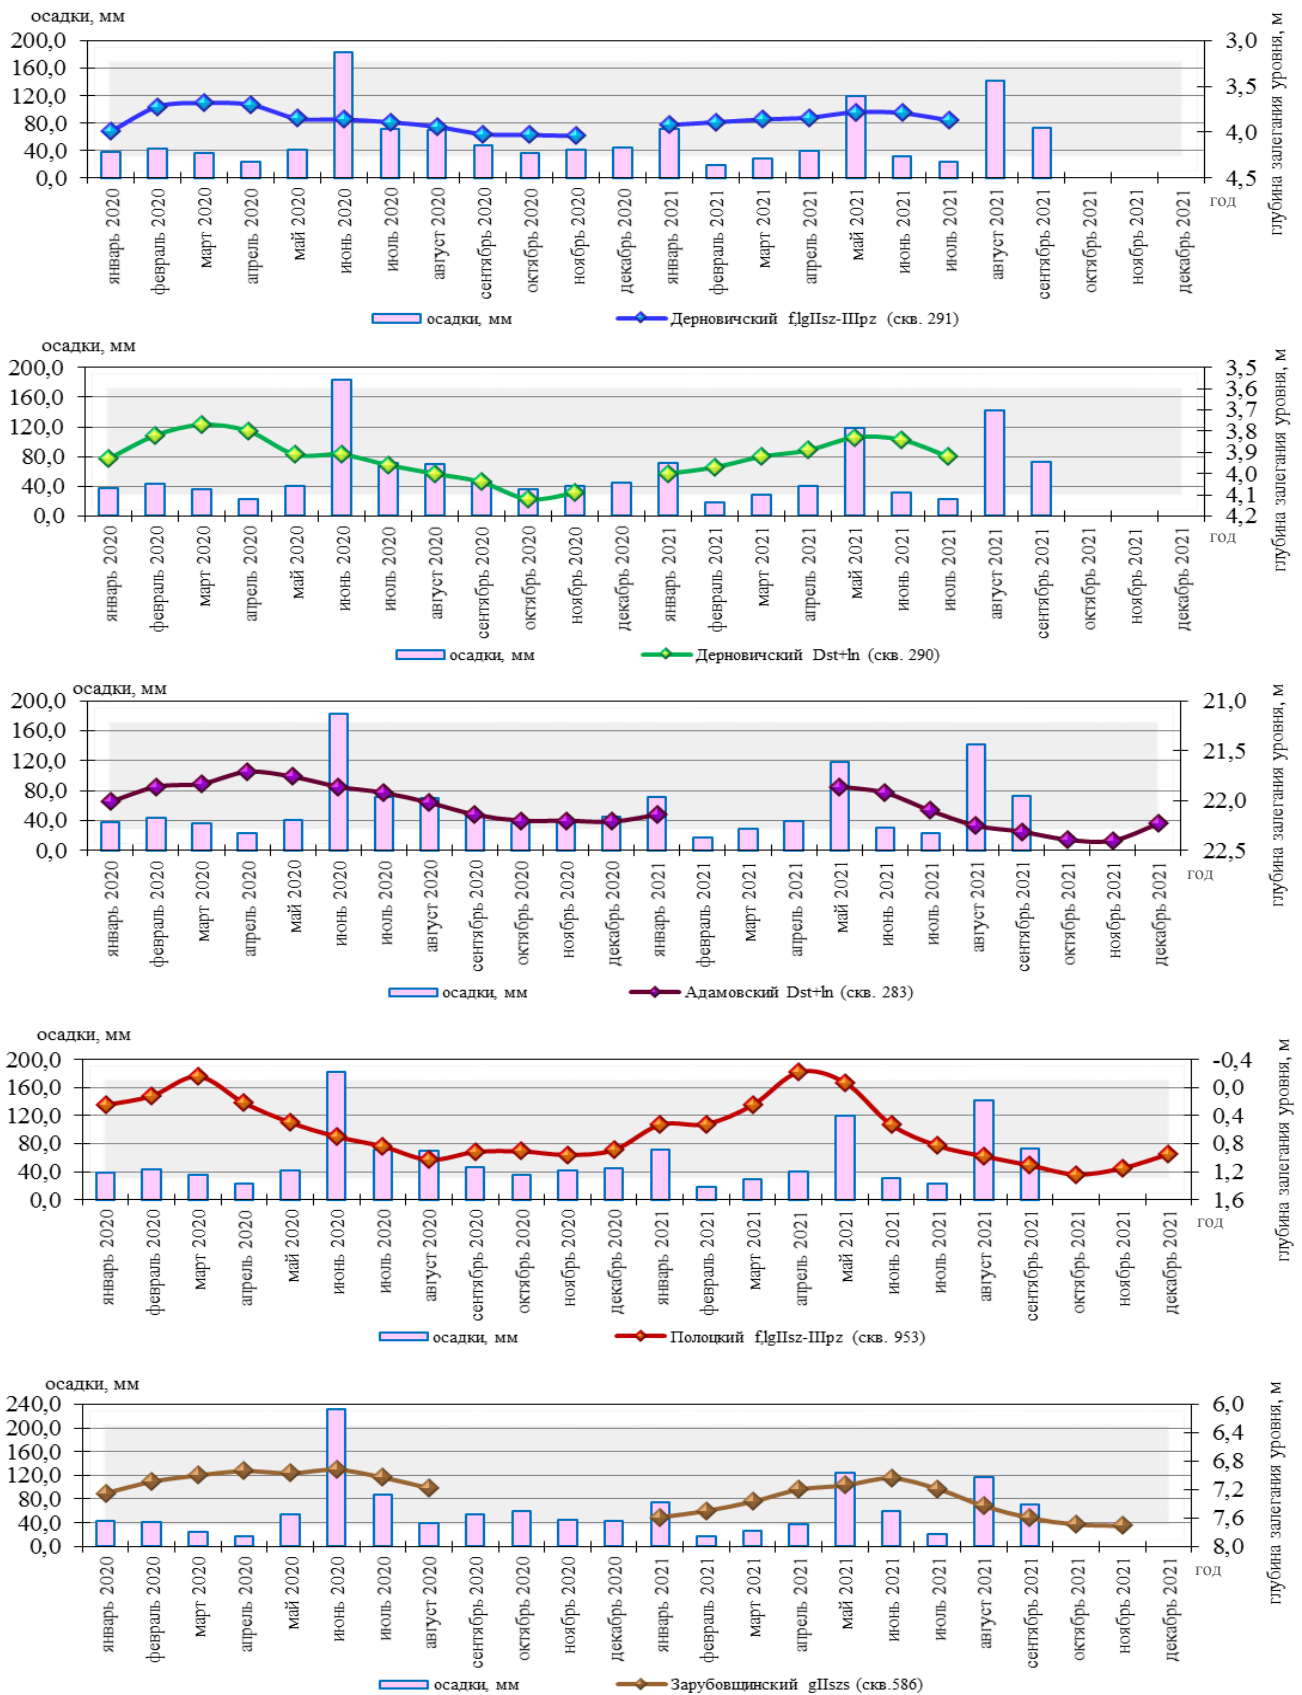 осадки, мм
200,0
160,0
120,0
80,0
40,0
0,0
3,0
3,5
4,0
4,5
глубина залегания уровня, м
год
январь 2020
февраль 2020
март 2020
апрель 2020
май 2020
июнь 2020
июль 2020
август 2020
сентябрь 2020
октябрь 2020
ноябрь 2020
декабрь 2020
январь 2021
февраль 2021
март 2021
апрель 2021
май 2021
июнь 2021
июль 2021
август 2021
сентябрь 2021
октябрь 2021
ноябрь 2021
декабрь 2021
осадки, мм
Дерновичский f,lgIIsz-IIIpz (скв. 291)
осадки, мм
200,0
160,0
120,0
80,0
40,0
0,0
3,5
3,6
3,7
3,8
3,9
4,0
4,1
4,2
глубина залегания уровня, м
год
январь 2020
февраль 2020
март 2020
апрель 2020
май 2020
июнь 2020
июль 2020
август 2020
сентябрь 2020
октябрь 2020
ноябрь 2020
декабрь 2020
январь 2021
февраль 2021
март 2021
апрель 2021
май 2021
июнь 2021
июль 2021
август 2021
сентябрь 2021
октябрь 2021
ноябрь 2021
декабрь 2021
осадки, мм
Дерновичский Dst+ln (скв. 290)
осадки, мм
200,0
160,0
120,0
80,0
40,0
0,0
21,0
21,5
22,0
22,5
глубина залегания уровня, м
год
январь 2020
февраль 2020
март 2020
апрель 2020
май 2020
июнь 2020
июль 2020
август 2020
сентябрь 2020
октябрь 2020
ноябрь 2020
декабрь 2020
январь 2021
февраль 2021
март 2021
апрель 2021
май 2021
июнь 2021
июль 2021
август 2021
сентябрь 2021
октябрь 2021
ноябрь 2021
декабрь 2021
осадки, мм
Адамовский Dst+ln (скв. 283)
осадки, мм
200,0
160,0
120,0
80,0
40,0
0,0
-0,4
0,0
0,4
0,8
1,2
1,6
глубина залегания уровня, м
год
январь 2020
февраль 2020
март 2020
апрель 2020
май 2020
июнь 2020
июль 2020
август 2020
сентябрь 2020
октябрь 2020
ноябрь 2020
декабрь 2020
январь 2021
февраль 2021
март 2021
апрель 2021
май 2021
июнь 2021
июль 2021
август 2021
сентябрь 2021
октябрь 2021
ноябрь 2021
декабрь 2021
осадки, мм
Полоцкий f,lgIIsz-IIIpz (скв. 953)
осадки, мм
240,0
200,0
160,0
120,0
80,0
40,0
0,0
6,0
6,4
6,8
7,2
7,6
8,0
глубина залегания уровня, м
год
январь 2020
февраль 2020
март 2020
апрель 2020
май 2020
июнь 2020
июль 2020
август 2020
сентябрь 2020
октябрь 2020
ноябрь 2020
декабрь 2020
январь 2021
февраль 2021
март 2021
апрель 2021
май 2021
июнь 2021
июль 2021
август 2021
сентябрь 2021
октябрь 2021
ноябрь 2021
декабрь 2021
осадки, мм
Зарубовщинский gIIszs (скв.586)